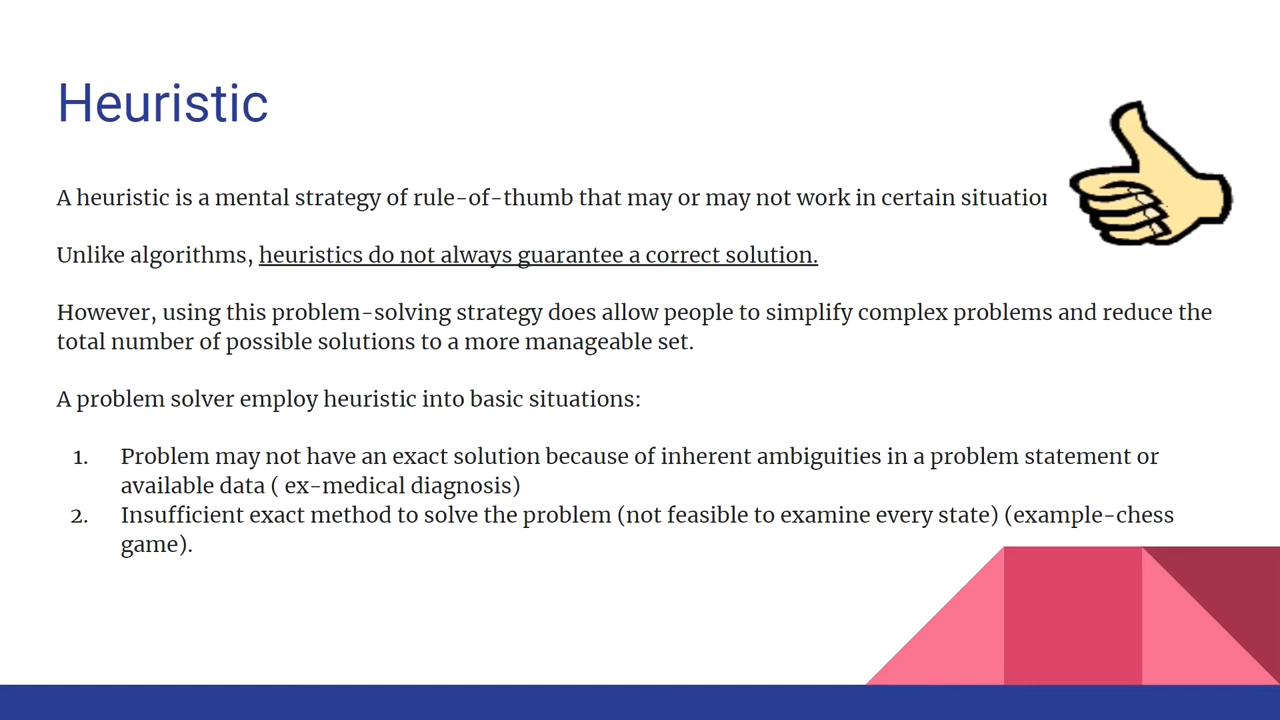 Heuristic
A heuristic is a mental strategy of rule-of-thumb that may or may not work in certain
Unlike algorithms, heuristics do not always guarantee a correct solution.
However, using this problem-solving strategy does allow people to simplify complex problems and reduce the
total number of possible solutions to a more manageable set.
A problem solver employ heuristic into basic situations:
1. Problem may not have an exact solution because of inherent ambiguities in a problem statement or
available data ( ex-medical diagnosis)
2. Insufficient exact method to solve the problem (not feasible to examine every state) (example-chess
game).